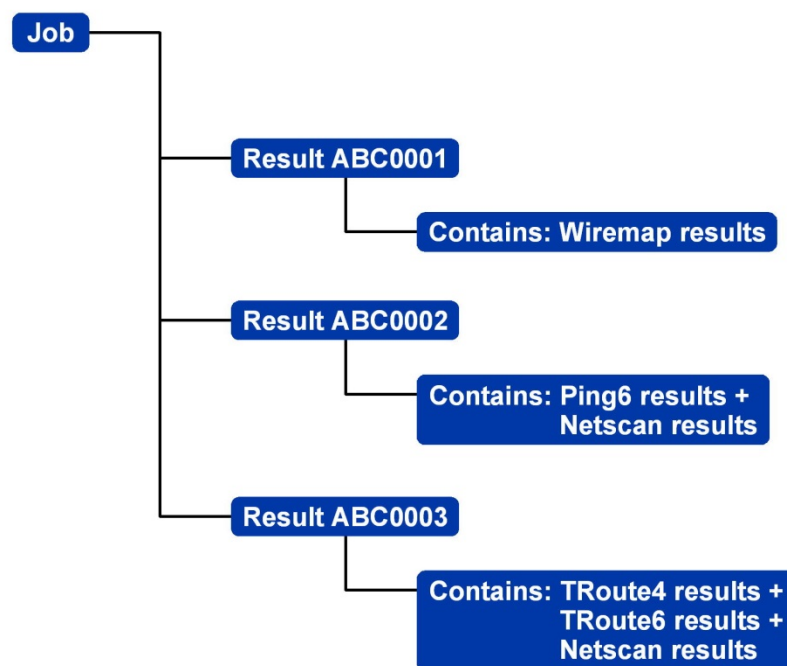 Job
Result ABC0001
Contains: Wiremap results
Result ABC0002
Contains: Ping6 results +
Netscan results
Result ABC0003
Contains: TRoute4 results +
TRoute6 results +
Netscan results